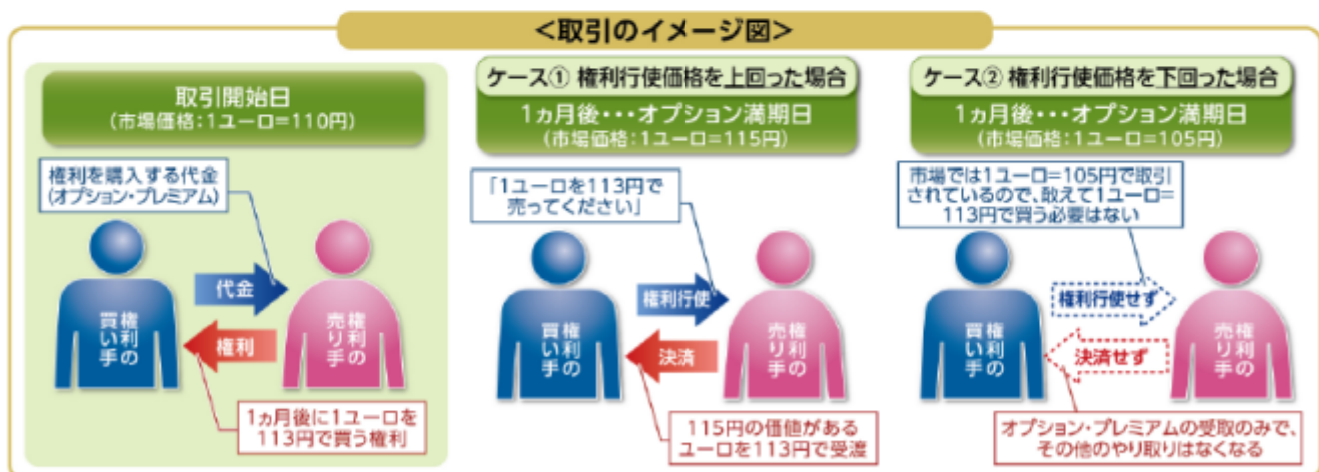 <取引のイメージ図>
取引開始日
(市場価格:1ユーロ=110円)
権利を購入する代金
(オプション・プレミアム)
代金
権利の
買い手
権利の
売り手
権利
1ヵ月後に1ユーロを
113円で買う権利
ケース① 権利行使価格を上回った場合
1ヵ月後・・・オプション満期日
(市場価格:1ユーロ=115円)
「1ユーロを113円で
売ってください」
権利行使
権利の
買い手
権利の
売り手
決済
115円の価値がある
ユーロを113円で受渡
ケース② 権利行使価格を下回った場合
1ヵ月後・・・オプション満期日
(市場価格:1ユーロ=105円)
市場では1ユーロ=105円で取引
されているので、敢えて1ユーロ=
113円で買う必要はない
権利行使せず
権利の
買い手
権利の
売り手
決済せず
オプション・プレミアムの受取のみで、
その他のやり取りはなくなる